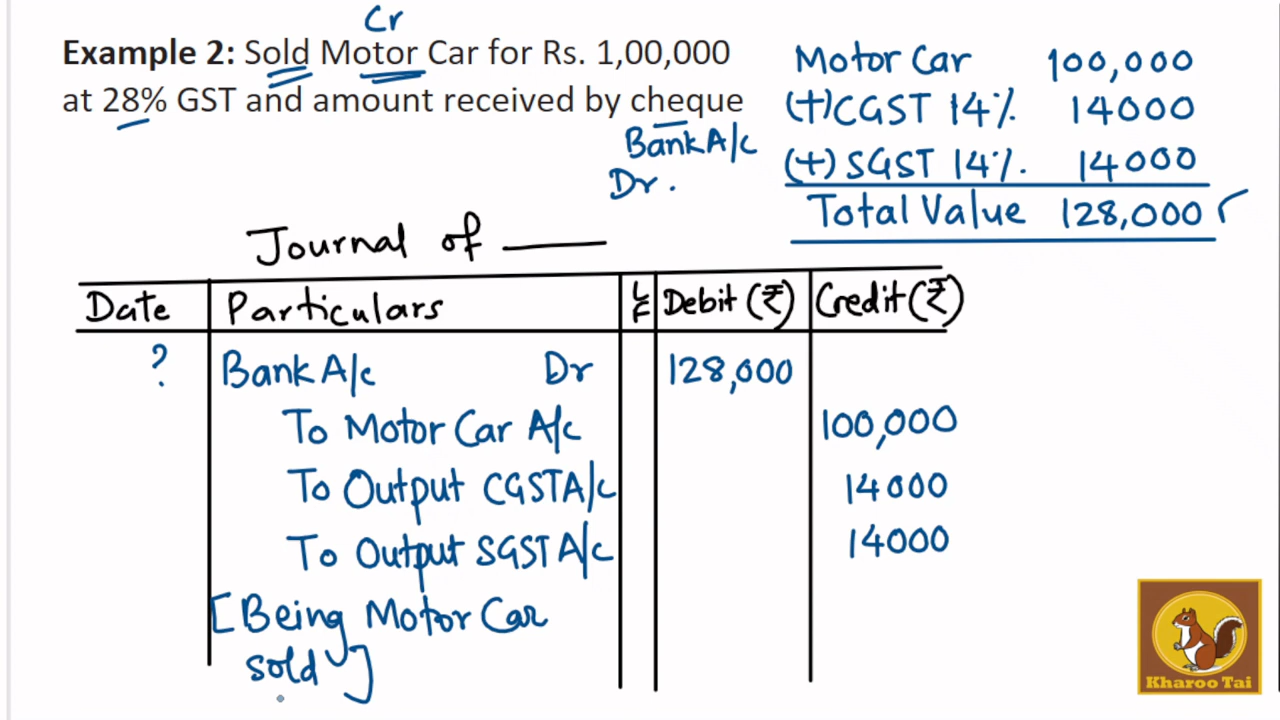 Cr
Example 2: Sold Motor Car for Rs. 1,00,000
at 28% GST and amount received by cheque
Bank A/c
Dr.
Motor Car 100,000
(+) CGST 14% 14000
(+) SGST 14%. 14000
Total Value 128,000
Journal of
Date Particulars LF Debit (₹) Credit (₹)
? Bank A/c Dr 128,000
To Motor Car A/c 100,000
To Output CGST A/c 14000
To Output SGST A/c 14000
[Being Motor Car
sold]
Kharoo Tai